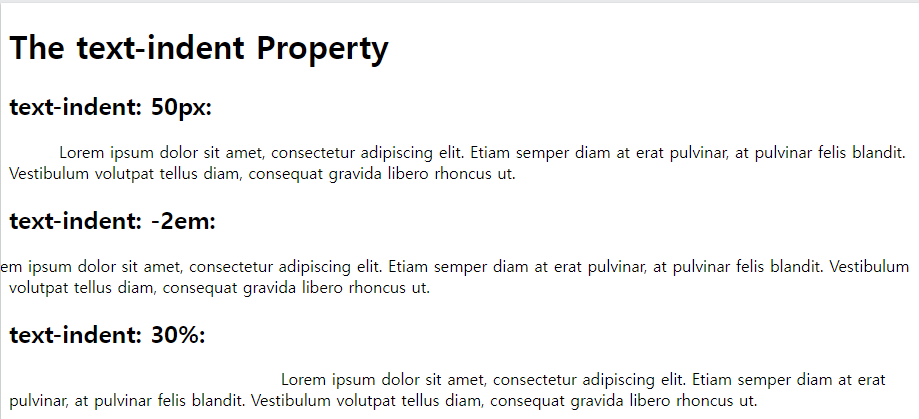 The text-indent Property
text-indent: 50px:
Lorem ipsum dolor sit amet, consectetur adipiscing elit. Etiam semper diam at erat pulvinar, at pulvinar felis blandit.
Vestibulum volutpat tellus diam, consequat gravida libero rhoncus ut.
text-indent: -2em:
em ipsum dolor sit amet, consectetur adipiscing elit. Etiam semper diam at erat pulvinar, at pulvinar felis blandit. Vestibulum
volutpat tellus diam, consequat gravida libero rhoncus ut.
text-indent: 30%:
Lorem ipsum dolor sit amet, consectetur adipiscing elit. Etiam semper diam at erat
pulvinar, at pulvinar felis blandit. Vestibulum volutpat tellus diam, consequat gravida libero rhoncus ut.